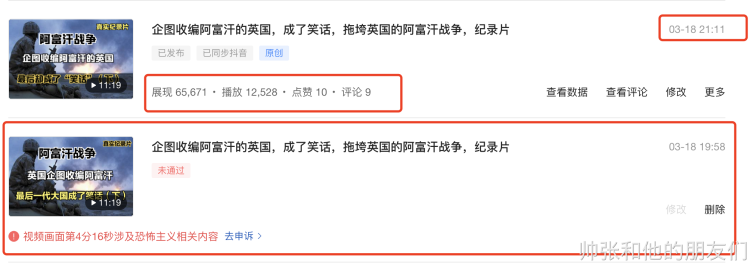 真实纪录片
阿富汗战争
企图收编阿富汗的英国
最后却成了“笑话”（下）
11:19
企图收编阿富汗的英国，成了笑话，拖垮英国的阿富汗战争，纪录片
03-18 21:11
已发布 已同步抖音 原创
展现 65,671 · 播放 12,528 · 点赞 10 · 评论 9
查看数据 查看评论 修改 更多
真实纪录片
阿富汗战争
英国企图收编阿富汗
最后一代大国成了笑话（下）
11:19
企图收编阿富汗的英国，成了笑话，拖垮英国的阿富汗战争，纪录片
03-18 19:58
未通过
修改 删除
视频画面第4分16秒涉及恐怖主义相关内容 去申诉 >
帅张和他的朋友们